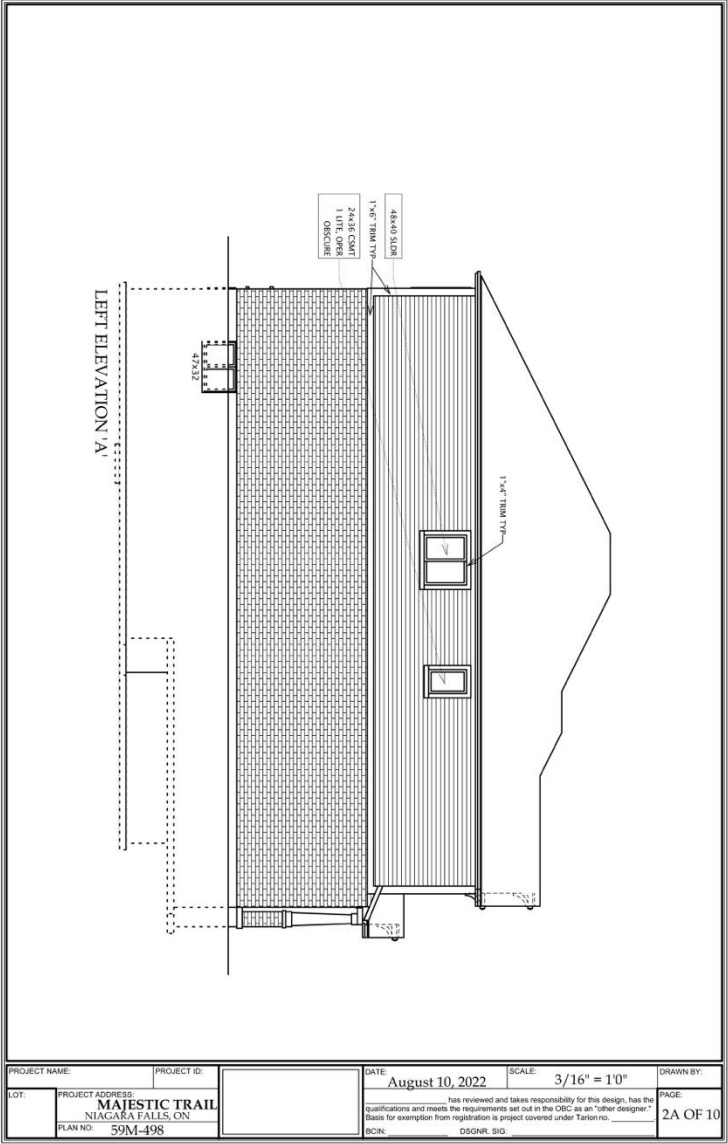 48x40 SLDR
1"x6" TRIM TYP
24x36 CSMT
1 LITE, OPER
OBSCURE
1"x4" TRIM TYP
47x32
LEFT ELEVATION 'A'
PROJECT NAME:
PROJECT ID:
LOT:
PROJECT ADDRESS:
MAJESTIC TRAIL
NIAGARA FALLS, ON
PLAN NO: 59M-498
DATE:
August 10, 2022
SCALE:
3/16" = 1'0"
DRAWN BY:
has reviewed and takes responsibility for this design, has the
qualifications and meets the requirements set out in the OBC as an "other designer."
Basis for exemption from registration is project covered under Tarion no.
BCIN: DSGNR. SIG:
PAGE:
2A OF 10